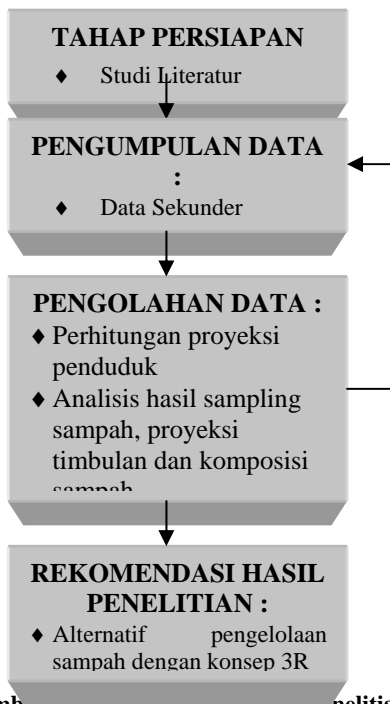 TAHAP PERSIAPAN
♦ Studi Literatur
PENGUMPULAN DATA
:
♦ Data Sekunder
PENGOLAHAN DATA :
♦ Perhitungan proyeksi
penduduk
♦ Analisis hasil sampling
sampah, proyeksi
timbulan dan komposisi
sampah
REKOMENDASI HASIL
PENELITIAN :
♦ Alternatif pengelolaan
sampah dengan konsep 3R